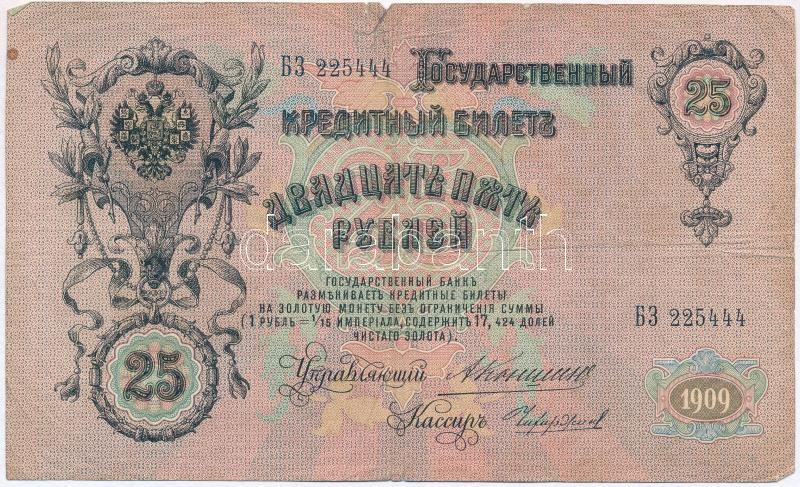 БЗ 225444 Государственный
25
Кредитный Билетъ
Двадцать Пять
Рублей
Государственный Банкъ
размѣниваетъ кредитные билеты
на золотую монету безъ ограниченія суммы
(1 рубль = 1/15 имперіала, содержитъ 17, 424 долей
чистаго золота).
БЗ 225444
25
Управляющій
Кассиръ
1909
darabanth